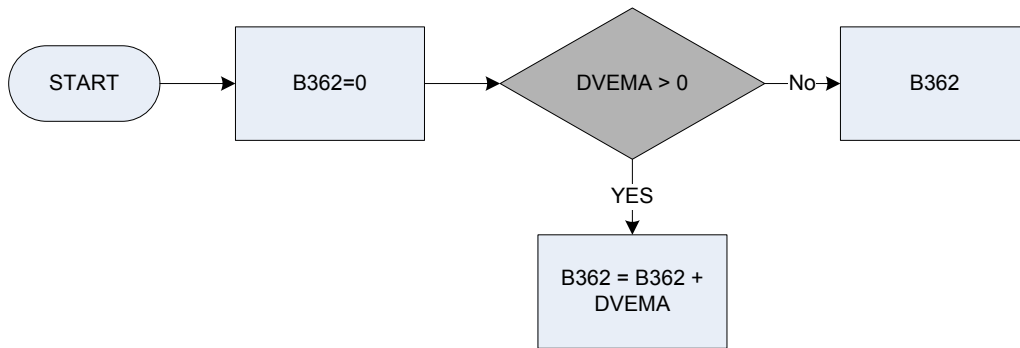 START
B362=0
DVEMA > 0
No
B362
YES
B362 = B362 +
DVEMA